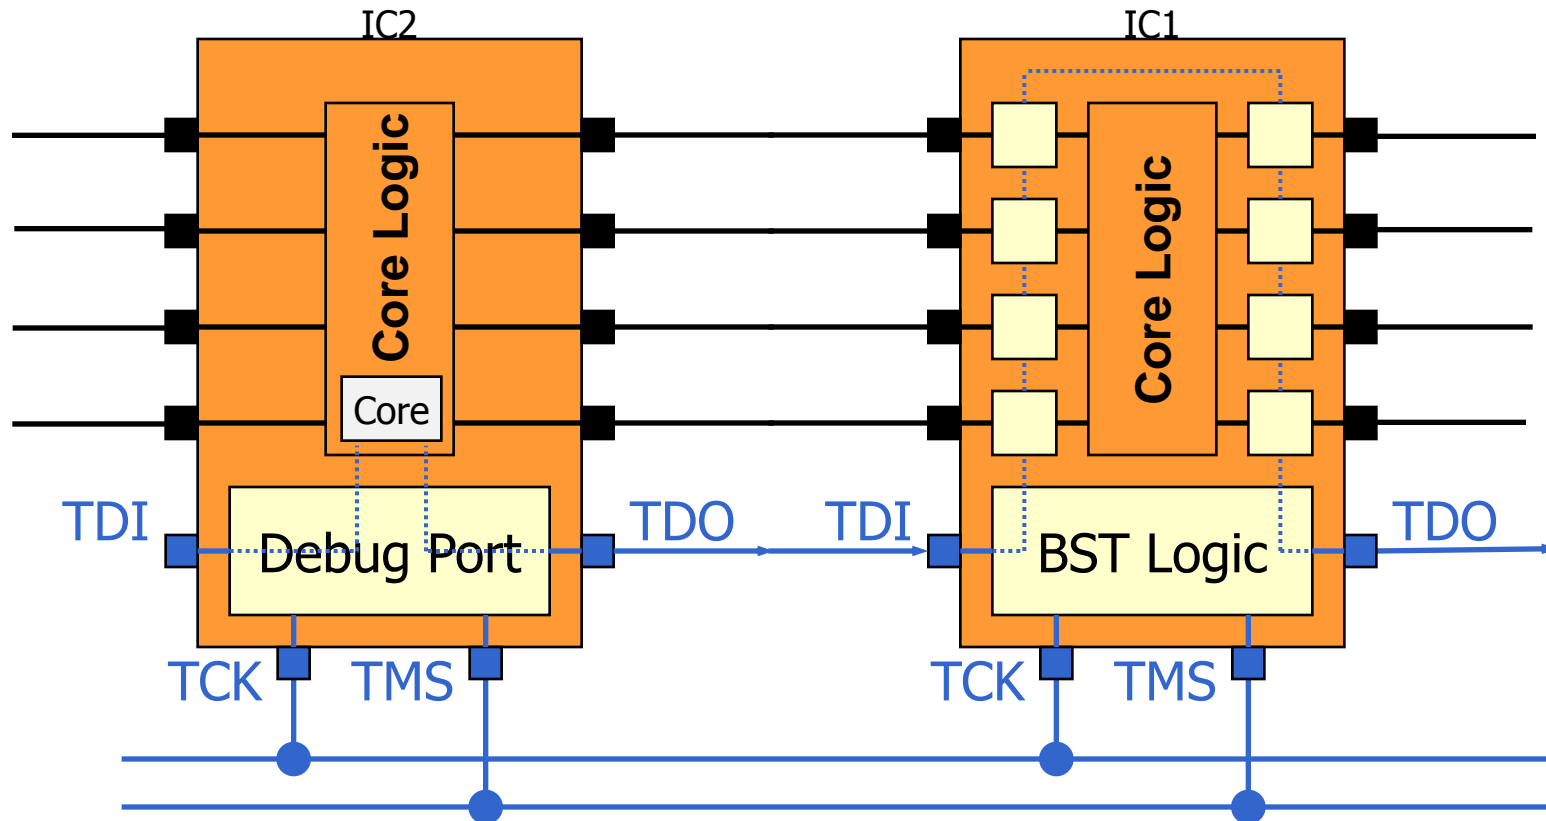 IC2
IC1
Core Logic
Core Logic
Core
TDI
Debug Port
TDO
TDI
BST Logic
TDO
TCK
TMS
TCK
TMS